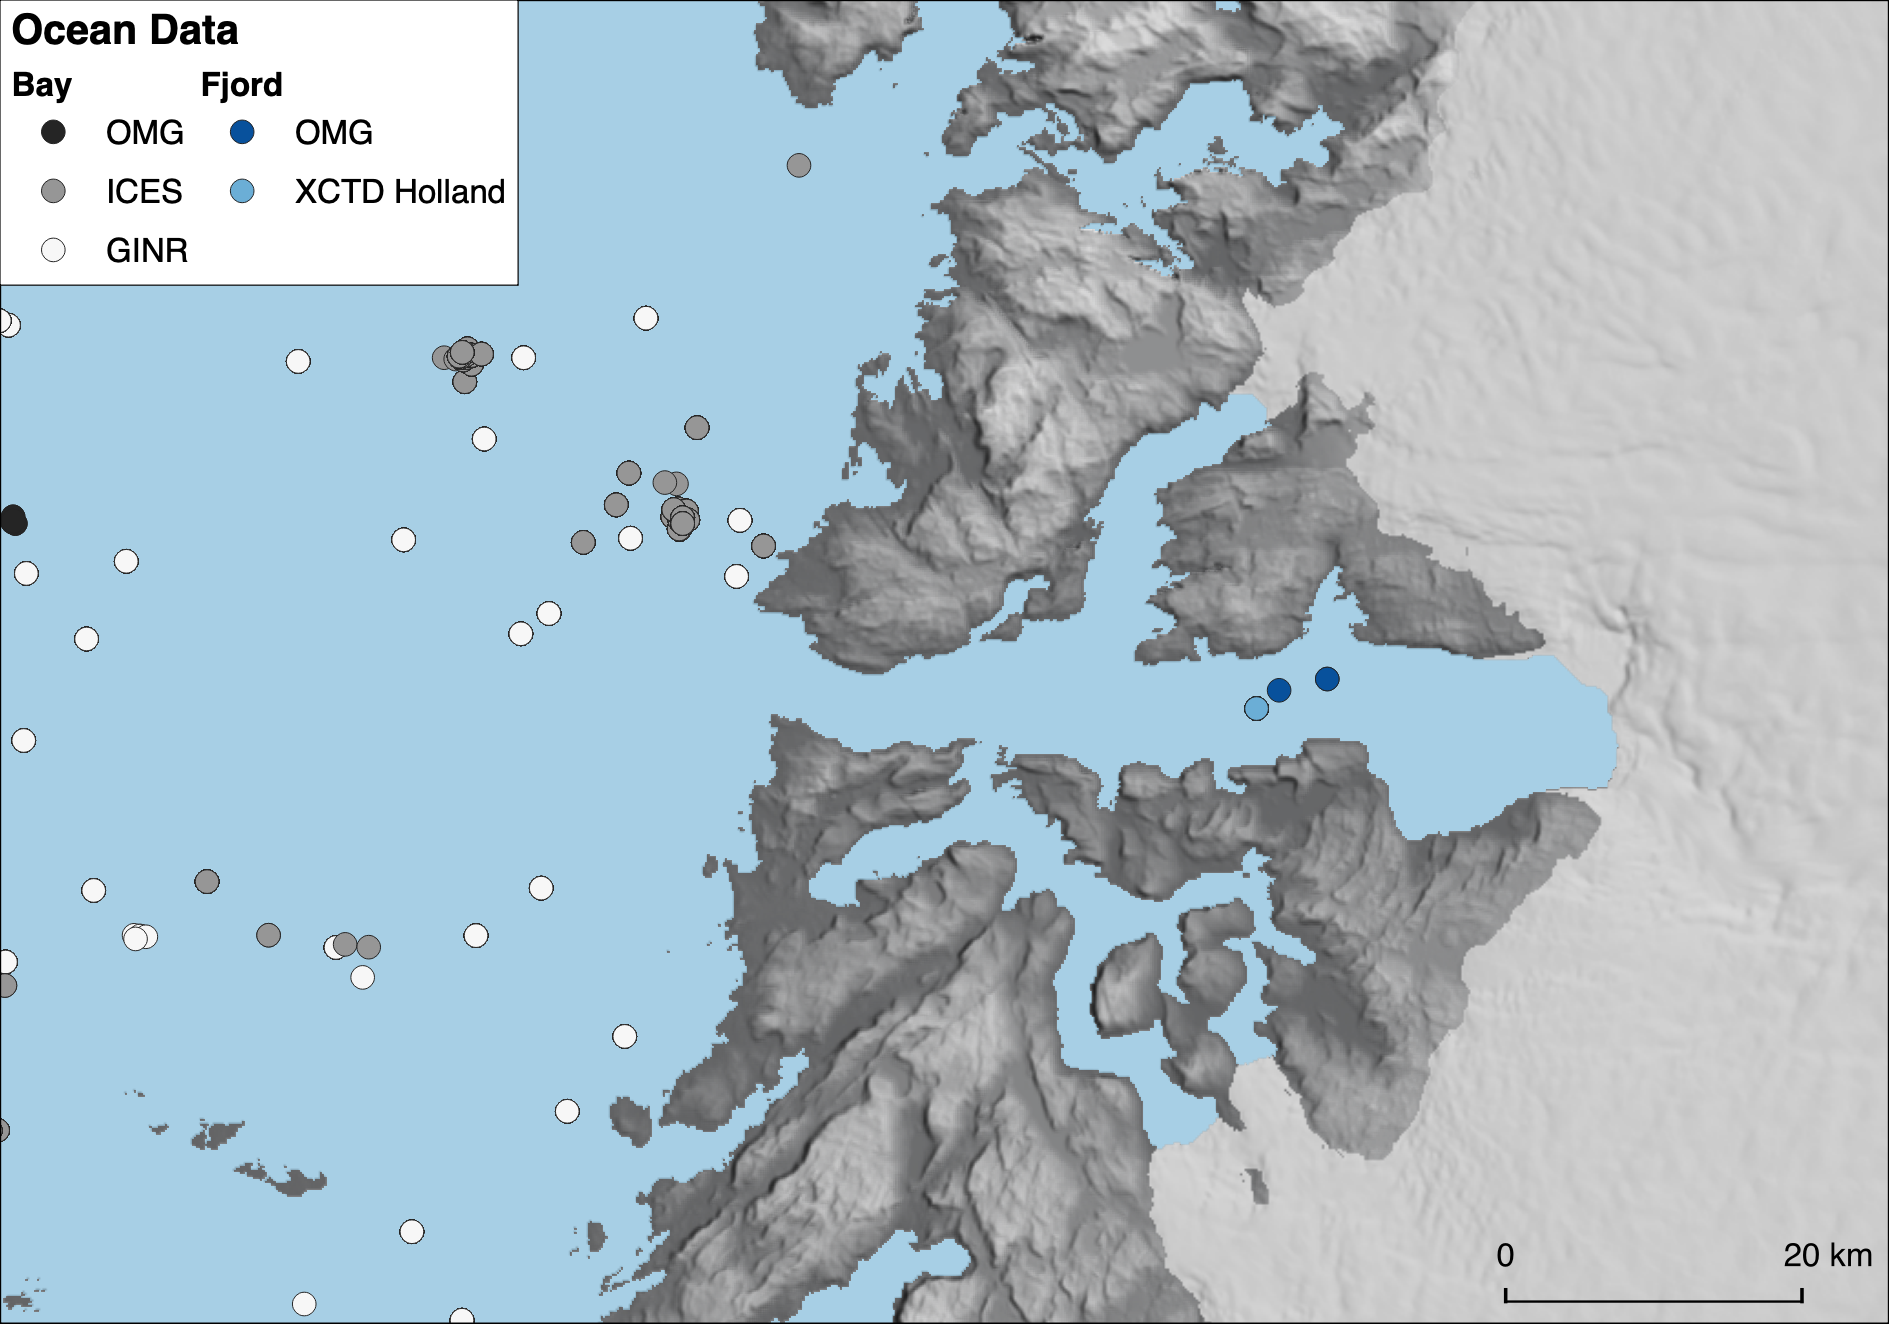 Ocean Data
Bay Fjord
OMG OMG
ICES XCTD Holland
GINR
0 20 km